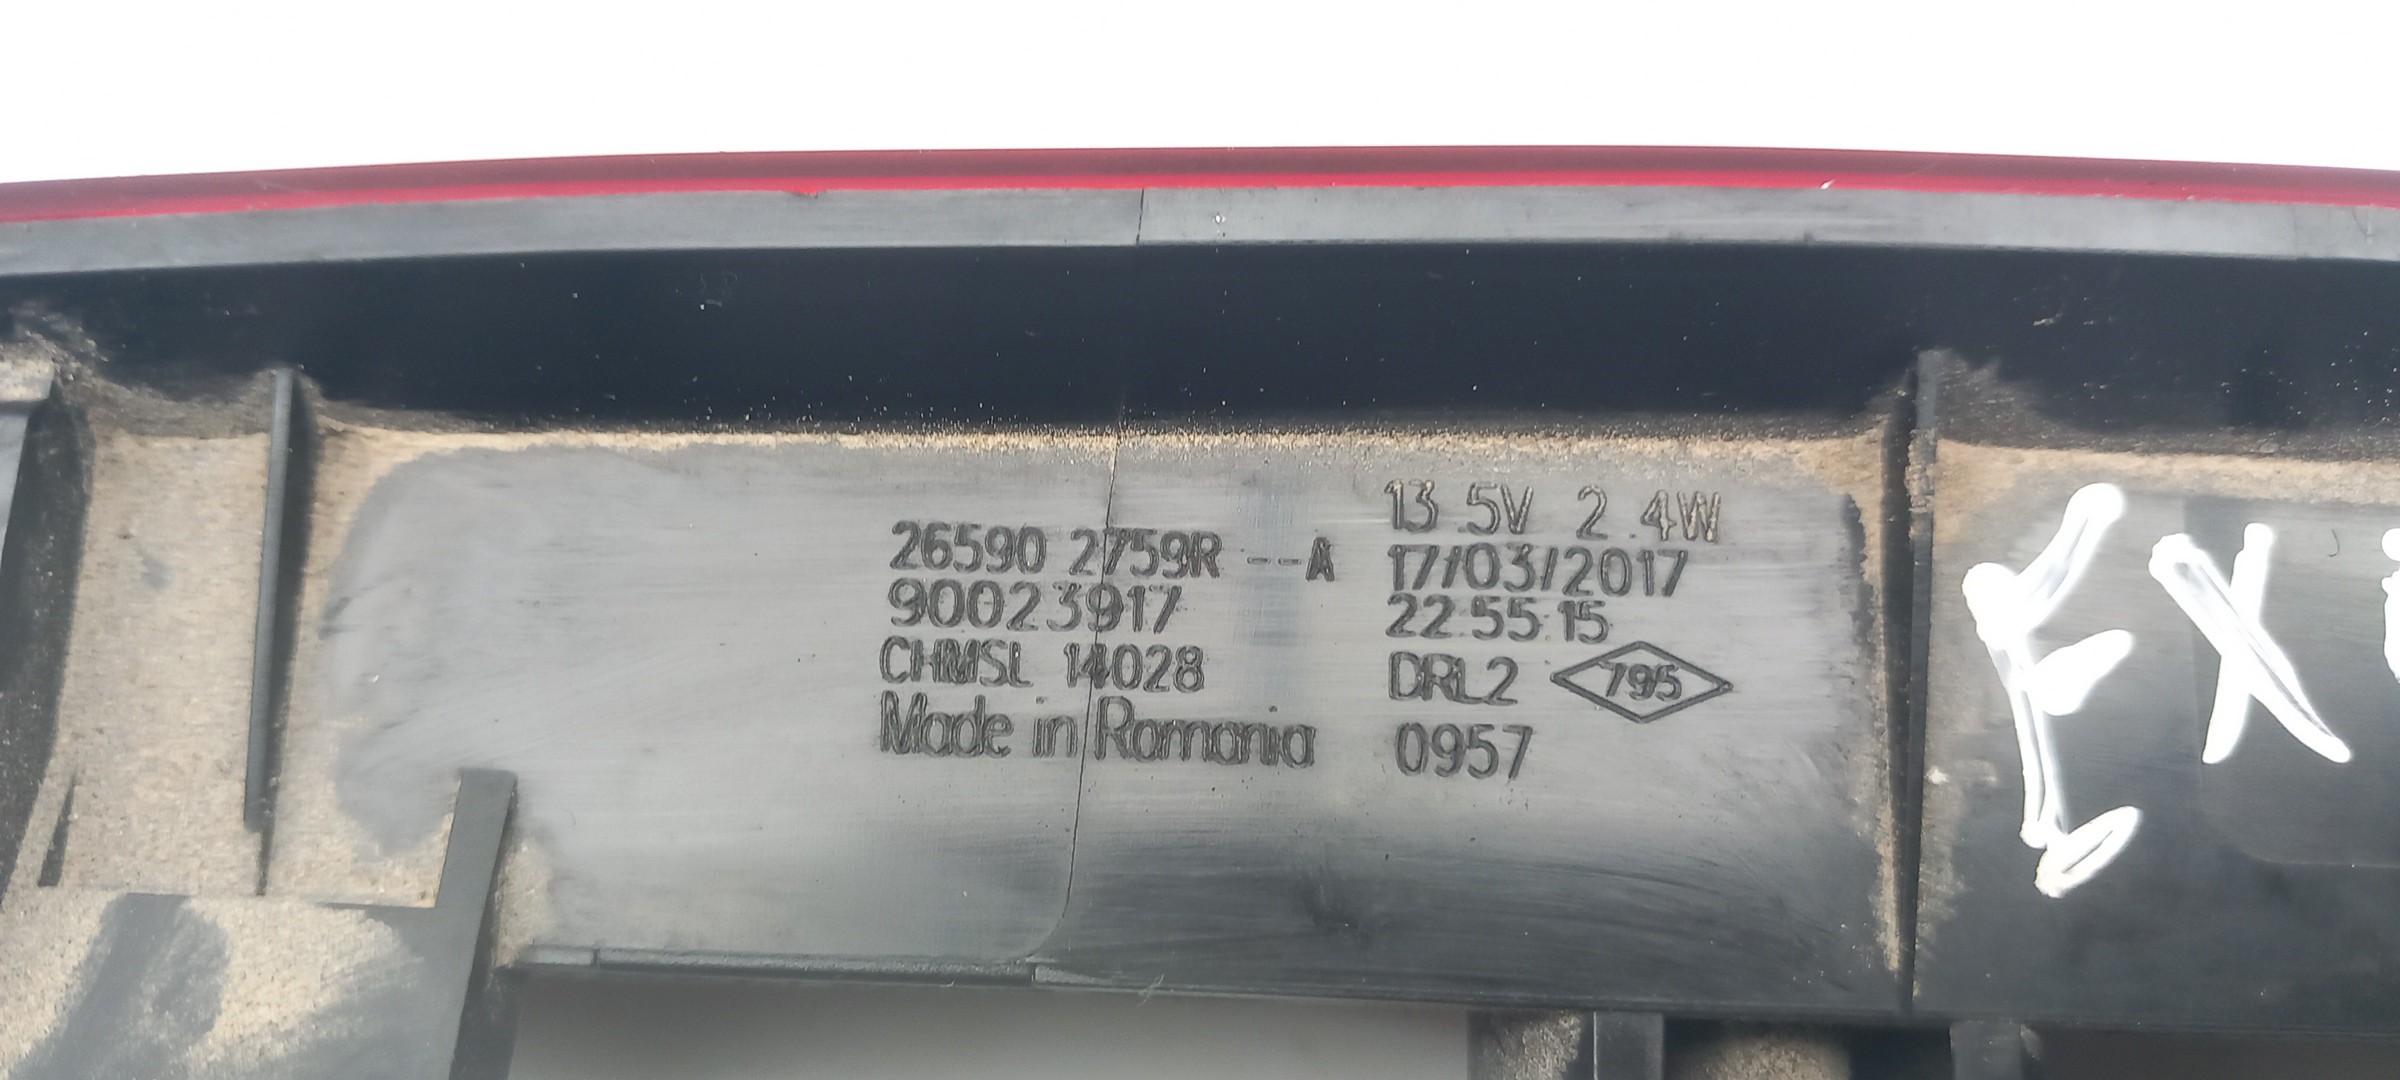 26590 2759R --A
90023917
CHMSL 14028
Made in Romania
13.5V 2.4W
17/03/2017
22:55:15
DRL2 795
0957